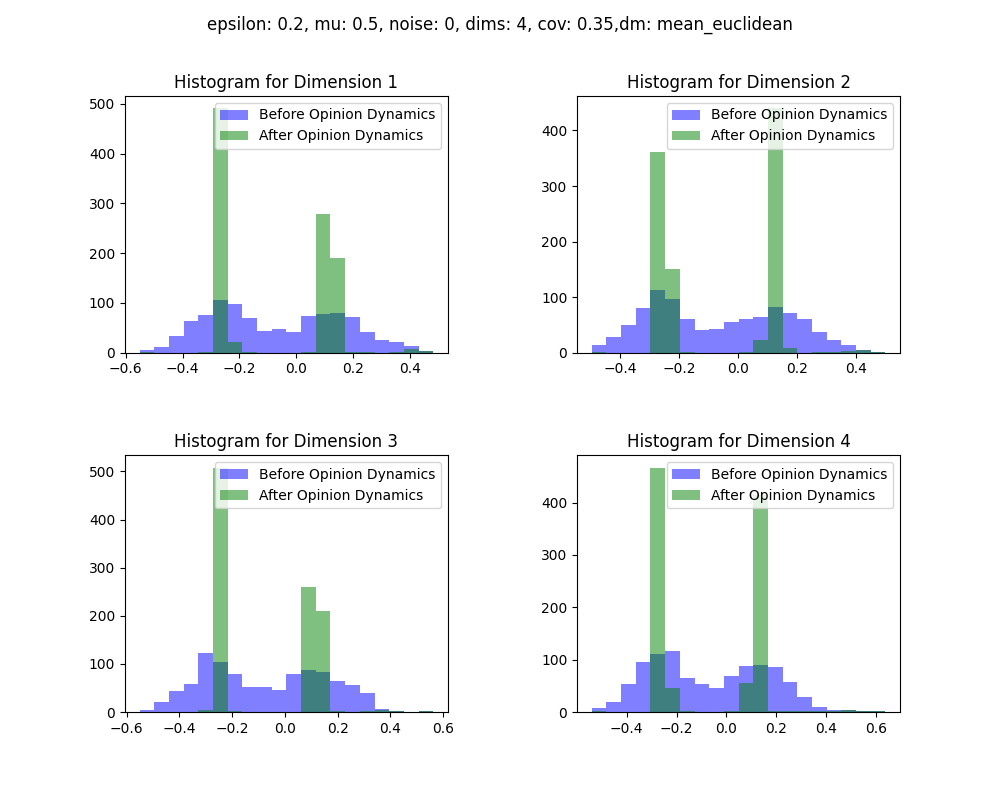 epsilon: 0.2, mu: 0.5, noise: 0, dims: 4, cov: 0.35,dm: mean_euclidean
Histogram for Dimension 1
Before Opinion Dynamics
After Opinion Dynamics
500
400
300
200
100
0
−0.6 −0.4 −0.2 0.0 0.2 0.4
Histogram for Dimension 2
Before Opinion Dynamics
After Opinion Dynamics
400
300
200
100
0
−0.4 −0.2 0.0 0.2 0.4
Histogram for Dimension 3
Before Opinion Dynamics
After Opinion Dynamics
500
400
300
200
100
0
−0.6 −0.4 −0.2 0.0 0.2 0.4 0.6
Histogram for Dimension 4
Before Opinion Dynamics
After Opinion Dynamics
400
300
200
100
0
−0.4 −0.2 0.0 0.2 0.4 0.6